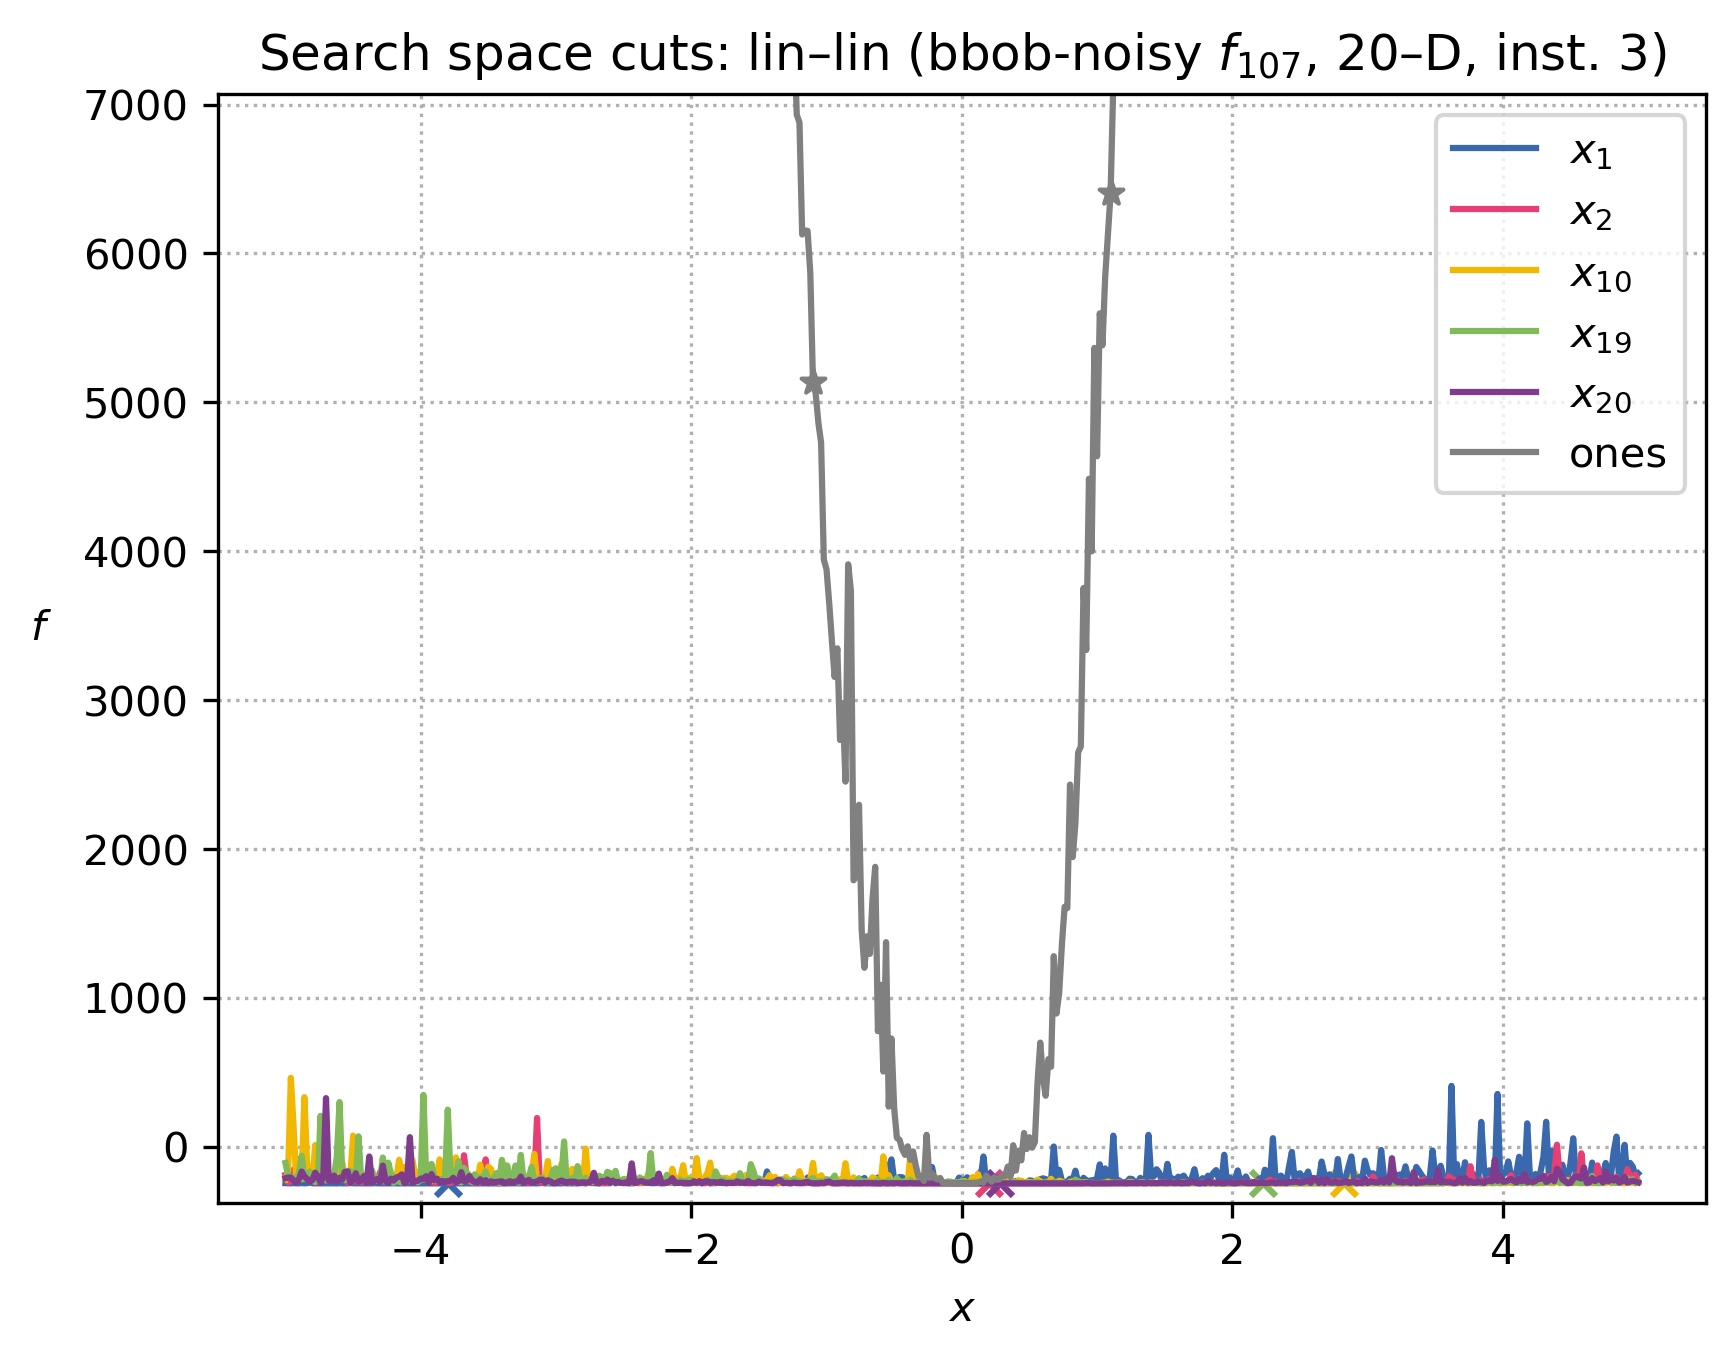 Search space cuts: lin–lin (bbob-noisy f₁₀₇, 20–D, inst. 3)
7000
6000
5000
4000
3000
2000
1000
0
f
x₁
x₂
x₁₀
x₁₉
x₂₀
ones
−4
−2
0
2
4
x